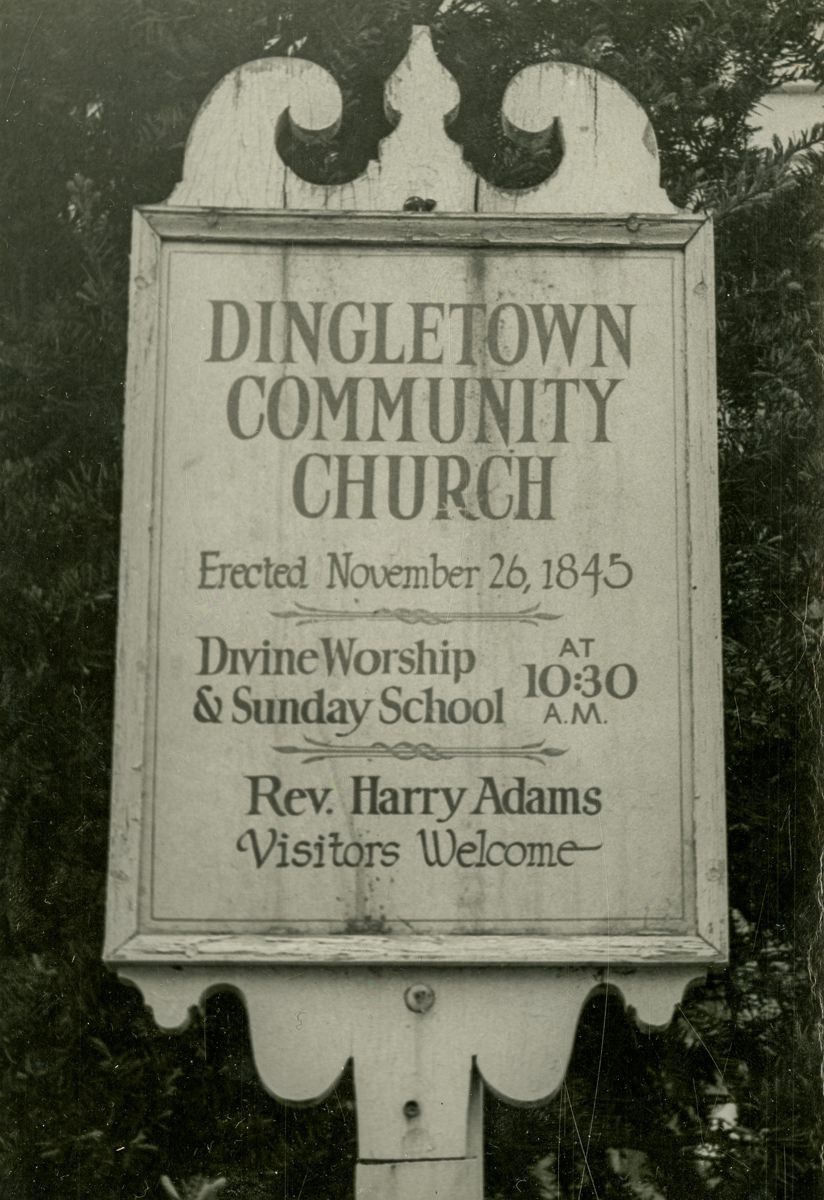 DINGLETOWN
COMMUNITY
CHURCH
Erected November 26, 1845
Divine Worship
& Sunday School
AT
10:30
A.M.
Rev. Harry Adams
Visitors Welcome